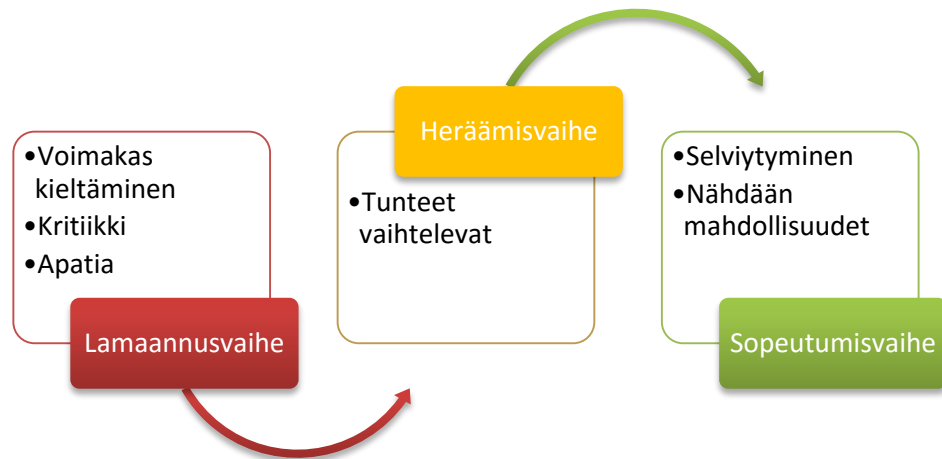 •Voimakas
kieltäminen
•Kritiikki
•Apatia
Lamaannusvaihe
Heräämisvaihe
•Tunteet
vaihtelevat
•Selviytyminen
•Nähdään
mahdollisuudet
Sopeutumisvaihe